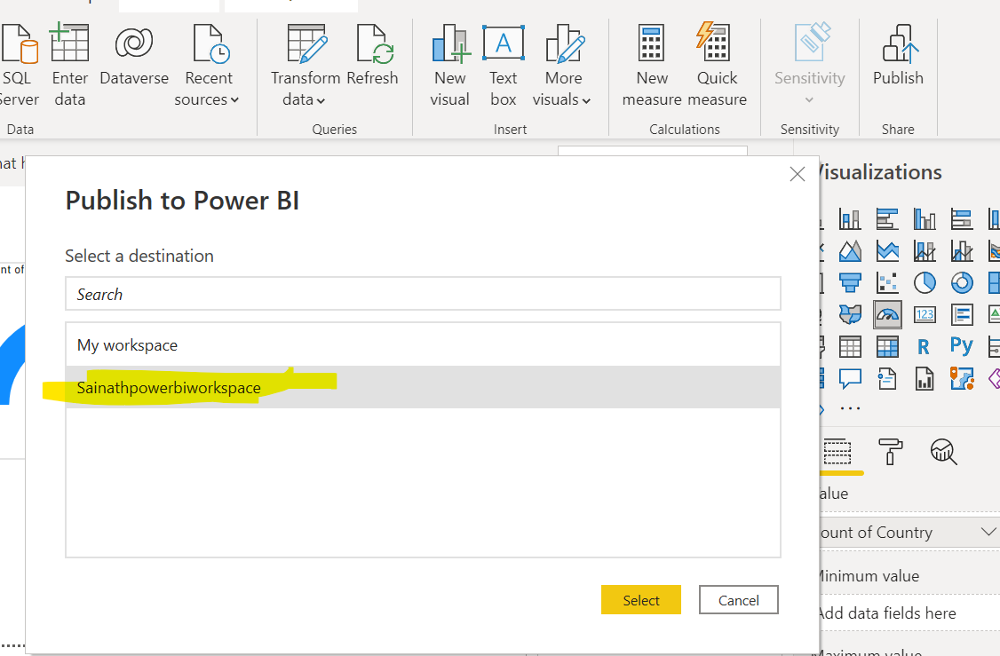 SQL
Server
Enter
data
Dataverse
Recent
sources
Data
Transform
data
Refresh
Queries
New
visual
Text
box
More
visuals
Insert
New
measure
Quick
measure
Calculations
Sensitivity
Sensitivity
Publish
Share
Visualizations
Publish to Power BI
Select a destination
Search
My workspace
Sainathpowerbiworkspace
Select
Cancel
A
123
R
Py
...
alue
ount of Country
Minimum value
Add data fields here
Maximum value
nt of